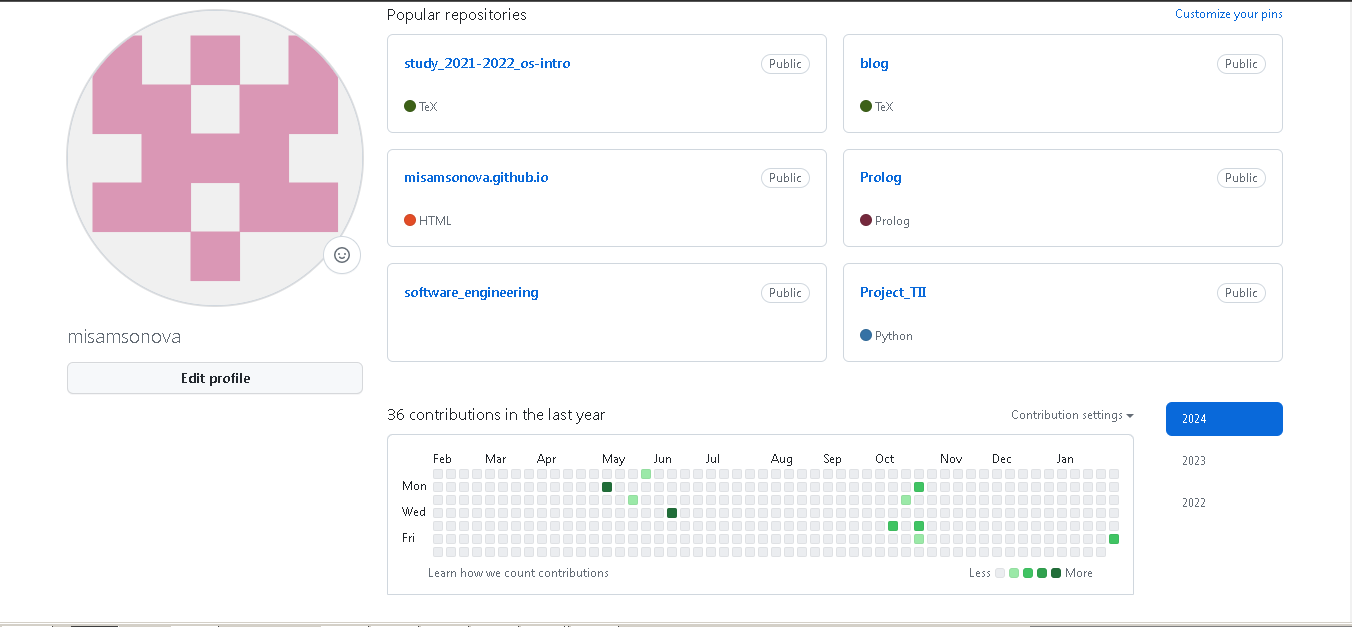 Popular repositories
Customize your pins
study_2021-2022_os-intro
Public
TeX
blog
Public
TeX
misamsonova.github.io
Public
HTML
Prolog
Public
Prolog
software_engineering
Public
Project_TII
Public
Python
misamsonova
Edit profile
36 contributions in the last year
Contribution settings
2024
2023
2022
Feb Mar Apr May Jun Jul Aug Sep Oct Nov Dec Jan
Mon
Wed
Fri
Learn how we count contributions
Less More